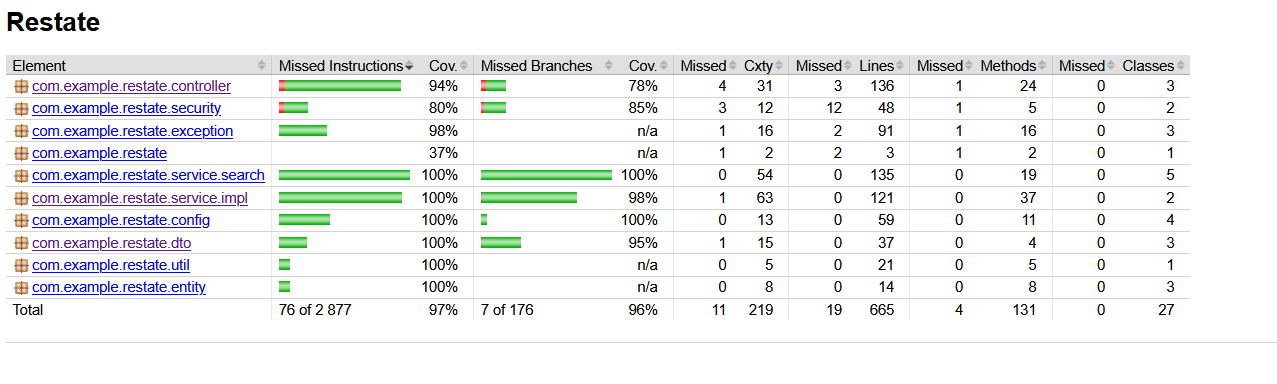 Restate
Element Missed Instructions Cov. Missed Branches Cov. Missed Cxty Missed Lines Missed Methods Missed Classes
com.example.restate.controller 94% 78% 4 31 3 136 1 24 0 3
com.example.restate.security 80% 85% 3 12 12 48 1 5 0 2
com.example.restate.exception 98% n/a 1 16 2 91 1 16 0 3
com.example.restate 37% n/a 1 2 2 3 1 2 0 1
com.example.restate.service.search 100% 100% 0 54 0 135 0 19 0 5
com.example.restate.service.impl 100% 98% 1 63 0 121 0 37 0 2
com.example.restate.config 100% 100% 0 13 0 59 0 11 0 4
com.example.restate.dto 100% 95% 1 15 0 37 0 4 0 3
com.example.restate.util 100% n/a 0 5 0 21 0 5 0 1
com.example.restate.entity 100% n/a 0 8 0 14 0 8 0 3
Total 76 of 2 877 97% 7 of 176 96% 11 219 19 665 4 131 0 27